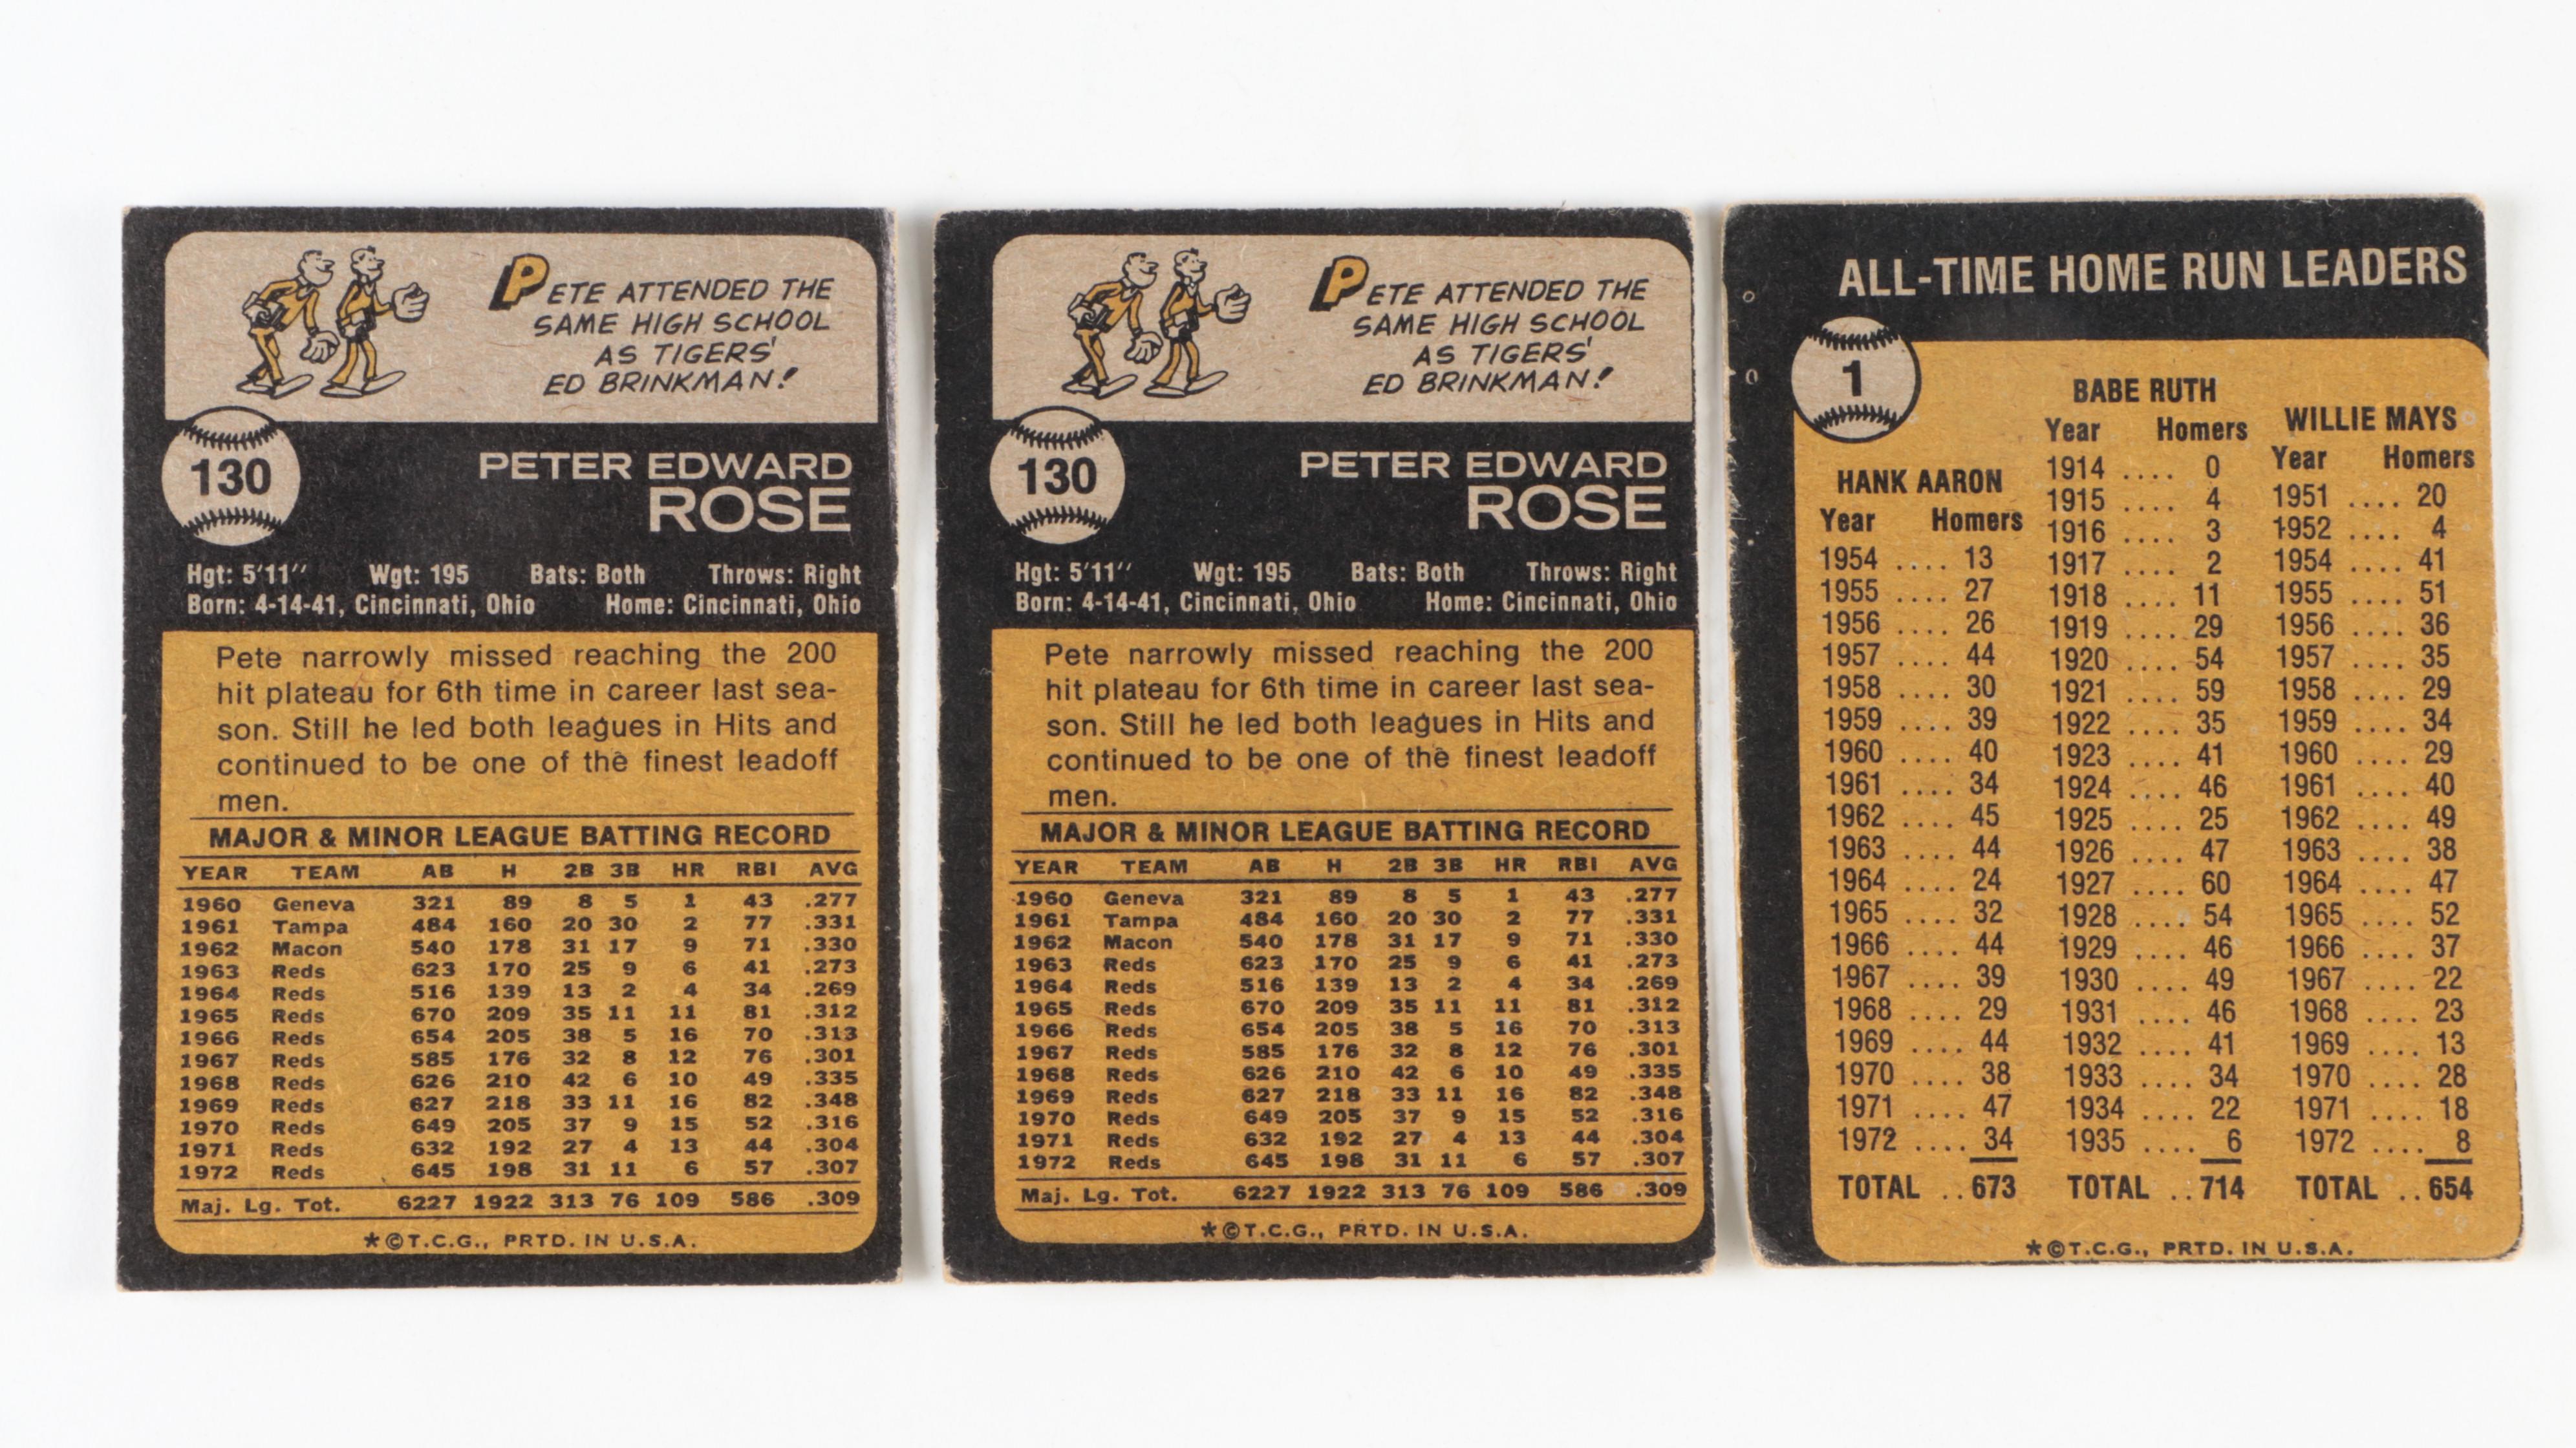 PETE ATTENDED THE
SAME HIGH SCHOOL
AS TIGERS'
ED BRINKMAN!
130
PETER EDWARD
ROSE
Hgt: 5'11" Wgt: 195 Bats: Both Throws: Right
Born: 4-14-41, Cincinnati, Ohio Home: Cincinnati, Ohio
Pete narrowly missed reaching the 200
hit plateau for 6th time in career last sea-
son. Still he led both leagues in Hits and
continued to be one of the finest leadoff
men.
MAJOR & MINOR LEAGUE BATTING RECORD
YEAR TEAM AB H 2B 3B HR RBI AVG
1960 Geneva 321 89 8 5 1 43 .277
1961 Tampa 484 160 20 30 2 77 .331
1962 Macon 540 178 31 17 9 71 .330
1963 Reds 623 170 25 9 6 41 .273
1964 Reds 516 139 13 2 4 34 .269
1965 Reds 670 209 35 11 11 81 .312
1966 Reds 654 205 38 5 16 70 .313
1967 Reds 585 176 32 8 12 76 .301
1968 Reds 626 210 42 6 10 49 .335
1969 Reds 627 218 33 11 16 82 .348
1970 Reds 649 205 37 9 15 52 .316
1971 Reds 632 192 27 4 13 44 .304
1972 Reds 645 198 31 11 6 57 .307
Maj. Lg. Tot. 6227 1922 313 76 109 586 .309
*©T.C.G., PRTD. IN U.S.A.
PETE ATTENDED THE
SAME HIGH SCHOOL
AS TIGERS'
ED BRINKMAN!
130
PETER EDWARD
ROSE
Hgt: 5'11" Wgt: 195 Bats: Both Throws: Right
Born: 4-14-41, Cincinnati, Ohio Home: Cincinnati, Ohio
Pete narrowly missed reaching the 200
hit plateau for 6th time in career last sea-
son. Still he led both leagues in Hits and
continued to be one of the finest leadoff
men.
MAJOR & MINOR LEAGUE BATTING RECORD
YEAR TEAM AB H 2B 3B HR RBI AVG
1960 Geneva 321 89 8 5 1 43 .277
1961 Tampa 484 160 20 30 2 77 .331
1962 Macon 540 178 31 17 9 71 .330
1963 Reds 623 170 25 9 6 41 .273
1964 Reds 516 139 13 2 4 34 .269
1965 Reds 670 209 35 11 11 81 .312
1966 Reds 654 205 38 5 16 70 .313
1967 Reds 585 176 32 8 12 76 .301
1968 Reds 626 210 42 6 10 49 .335
1969 Reds 627 218 33 11 16 82 .348
1970 Reds 649 205 37 9 15 52 .316
1971 Reds 632 192 27 4 13 44 .304
1972 Reds 645 198 31 11 6 57 .307
Maj. Lg. Tot. 6227 1922 313 76 109 586 .309
*©T.C.G., PRTD. IN U.S.A.
ALL-TIME HOME RUN LEADERS
1
HANK AARON
Year Homers
1954 .... 13
1955 .... 27
1956 .... 26
1957 .... 44
1958 .... 30
1959 .... 39
1960 .... 40
1961 .... 34
1962 .... 45
1963 .... 44
1964 .... 24
1965 .... 32
1966 .... 44
1967 .... 39
1968 .... 29
1969 .... 44
1970 .... 38
1971 .... 47
1972 .... 34
TOTAL .. 673
BABE RUTH
Year Homers
1914 .... 0
1915 .... 4
1916 .... 3
1917 .... 2
1918 .... 11
1919 .... 29
1920 .... 54
1921 .... 59
1922 .... 35
1923 .... 41
1924 .... 46
1925 .... 25
1926 .... 47
1927 .... 60
1928 .... 54
1929 .... 46
1930 .... 49
1931 .... 46
1932 .... 41
1933 .... 34
1934 .... 22
1935 .... 6
TOTAL .. 714
WILLIE MAYS
Year Homers
1951 .... 20
1952 .... 4
1954 .... 41
1955 .... 51
1956 .... 36
1957 .... 35
1958 .... 29
1959 .... 34
1960 .... 29
1961 .... 40
1962 .... 49
1963 .... 38
1964 .... 47
1965 .... 52
1966 .... 37
1967 .... 22
1968 .... 23
1969 .... 13
1970 .... 28
1971 .... 18
1972 .... 8
TOTAL .. 654
*©T.C.G., PRTD. IN U.S.A.